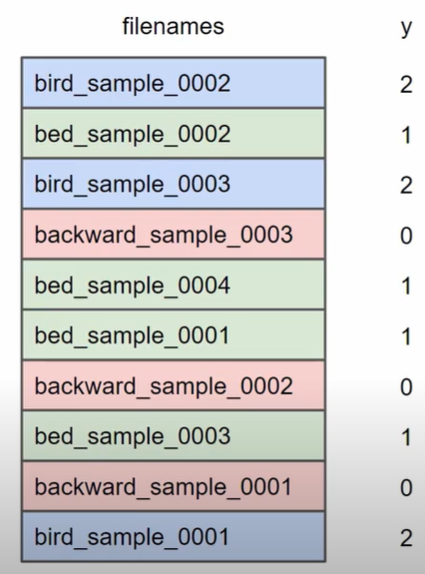 filenames y
bird_sample_0002 2
bed_sample_0002 1
bird_sample_0003 2
backward_sample_0003 0
bed_sample_0004 1
bed_sample_0001 1
backward_sample_0002 0
bed_sample_0003 1
backward_sample_0001 0
bird_sample_0001 2